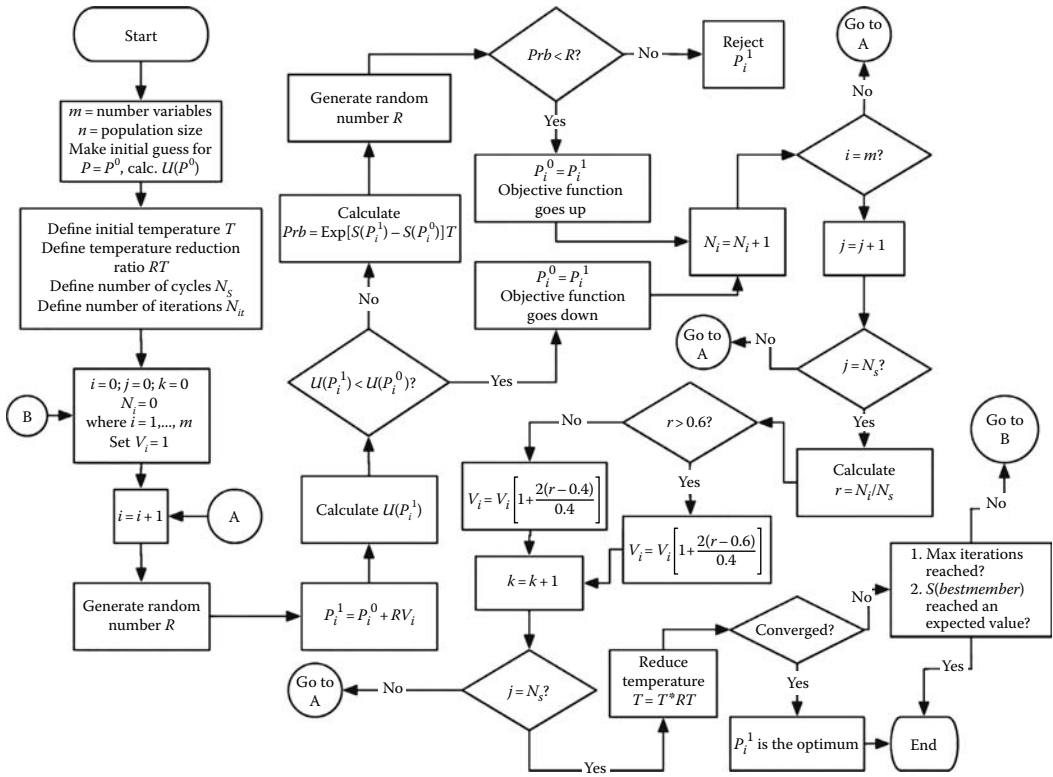 Start
m = number variables
n = population size
Make initial guess for
P = P⁰, calc. U(P⁰)
Define initial temperature T
Define temperature reduction
ratio RT
Define number of cycles N_S
Define number of iterations N_it
B
i = 0; j = 0; k = 0
N_i = 0
where i = 1,..., m
Set V_i = 1
i = i + 1
A
Generate random
number R
P_i^1 = P_i^0 + RV_i
Calculate U(P_i^1)
U(P_i^1) < U(P_i^0)?
No
Yes
Calculate
Prb = Exp[S(P_i^1) – S(P_i^0)]T
Generate random
number R
Prb < R?
No
Reject
P_i^1
Yes
P_i^0 = P_i^1
Objective function
goes up
P_i^0 = P_i^1
Objective function
goes down
N_i = N_i + 1
Go to
A
No
i = m?
j = j + 1
Go to
A
No
j = N_s?
Yes
Calculate
r = N_i/N_s
r > 0.6?
No
Yes
V_i = V_i[1+ 2(r – 0.4)/0.4]
V_i = V_i[1+ 2(r – 0.6)/0.4]
k = k + 1
Go to
A
No
j = N_s?
Yes
Reduce
temperature
T = T*RT
Converged?
No
Yes
P_i^1 is the optimum
Go to
B
No
1. Max iterations
reached?
2. S(bestmember)
reached an
expected value?
Yes
End